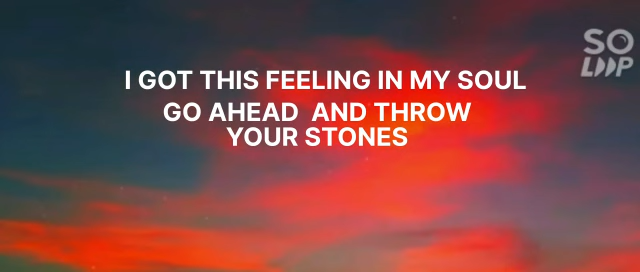 SO
LOOP
I GOT THIS FEELING IN MY SOUL
GO AHEAD  AND THROW
YOUR STONES